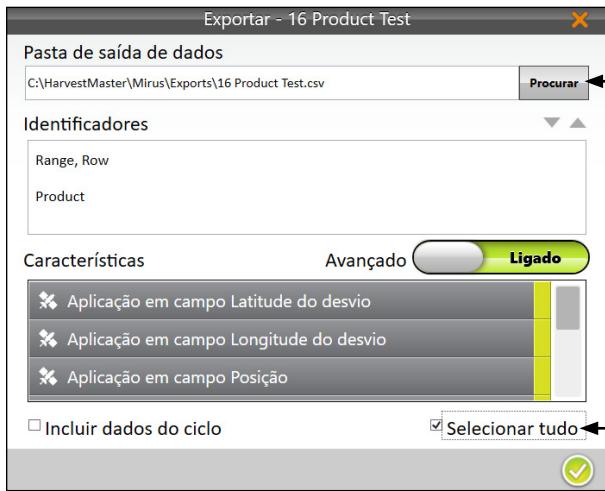 Exportar - 16 Product Test
Pasta de saída de dados
C:\HarvestMaster\Mirus\Exports\16 Product Test.csv
Procurar
Identificadores
Range, Row
Product
Características
Avançado
Ligado
Aplicação em campo Latitude do desvio
Aplicação em campo Longitude do desvio
Aplicação em campo Posição
Incluir dados do ciclo
Selecionar tudo